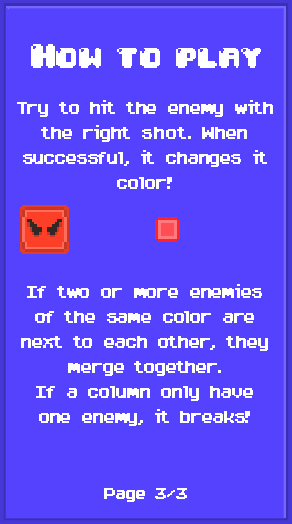 How to play
Try to hit the enemy with
the right shot. When
successful, it changes it
color!
If two or more enemies
of the same color are
next to each other, they
merge together.
If a column only have
one enemy, it breaks!
Page 3/3